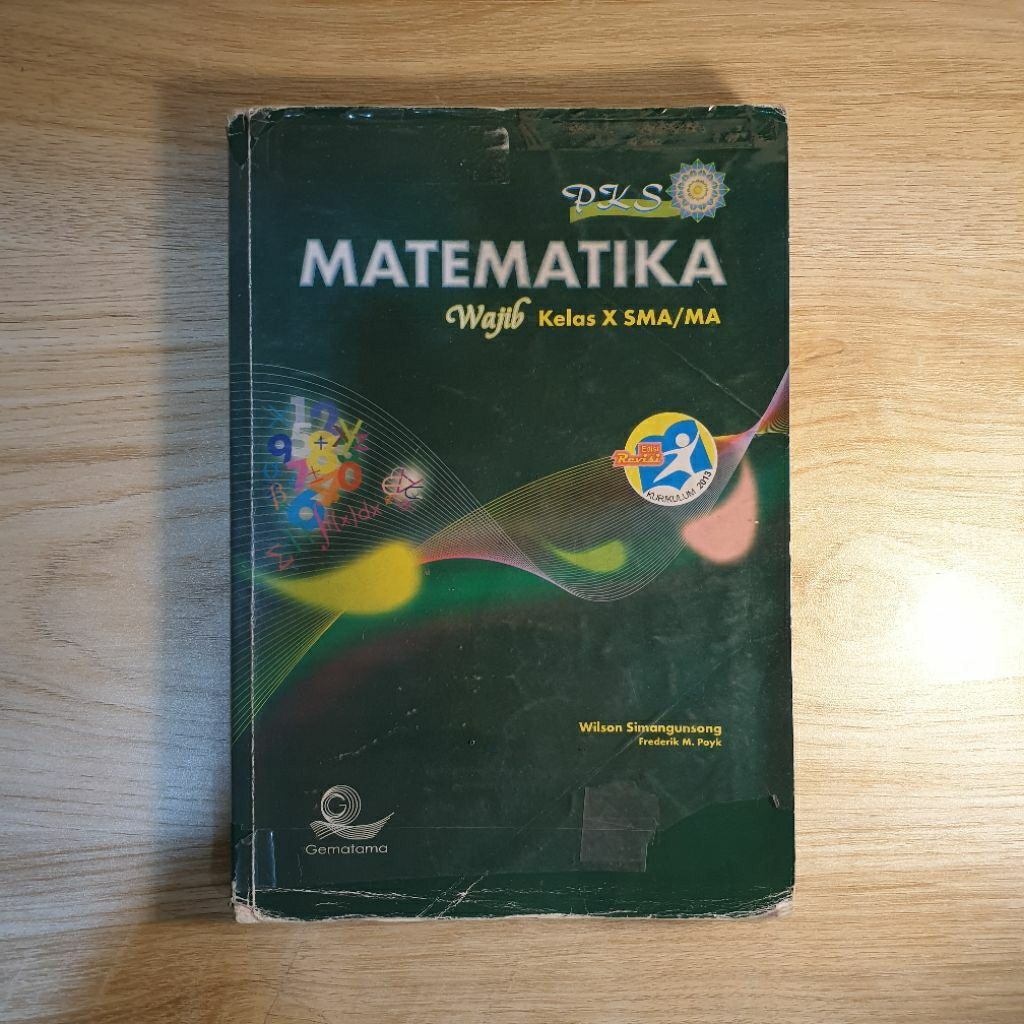 PKS
MATEMATIKA
Wajib Kelas X SMA/MA
Edisi
Revisi
KURIKULUM 2013
Wilson Simangunsong
Frederik M. Poyk
G
Gematama